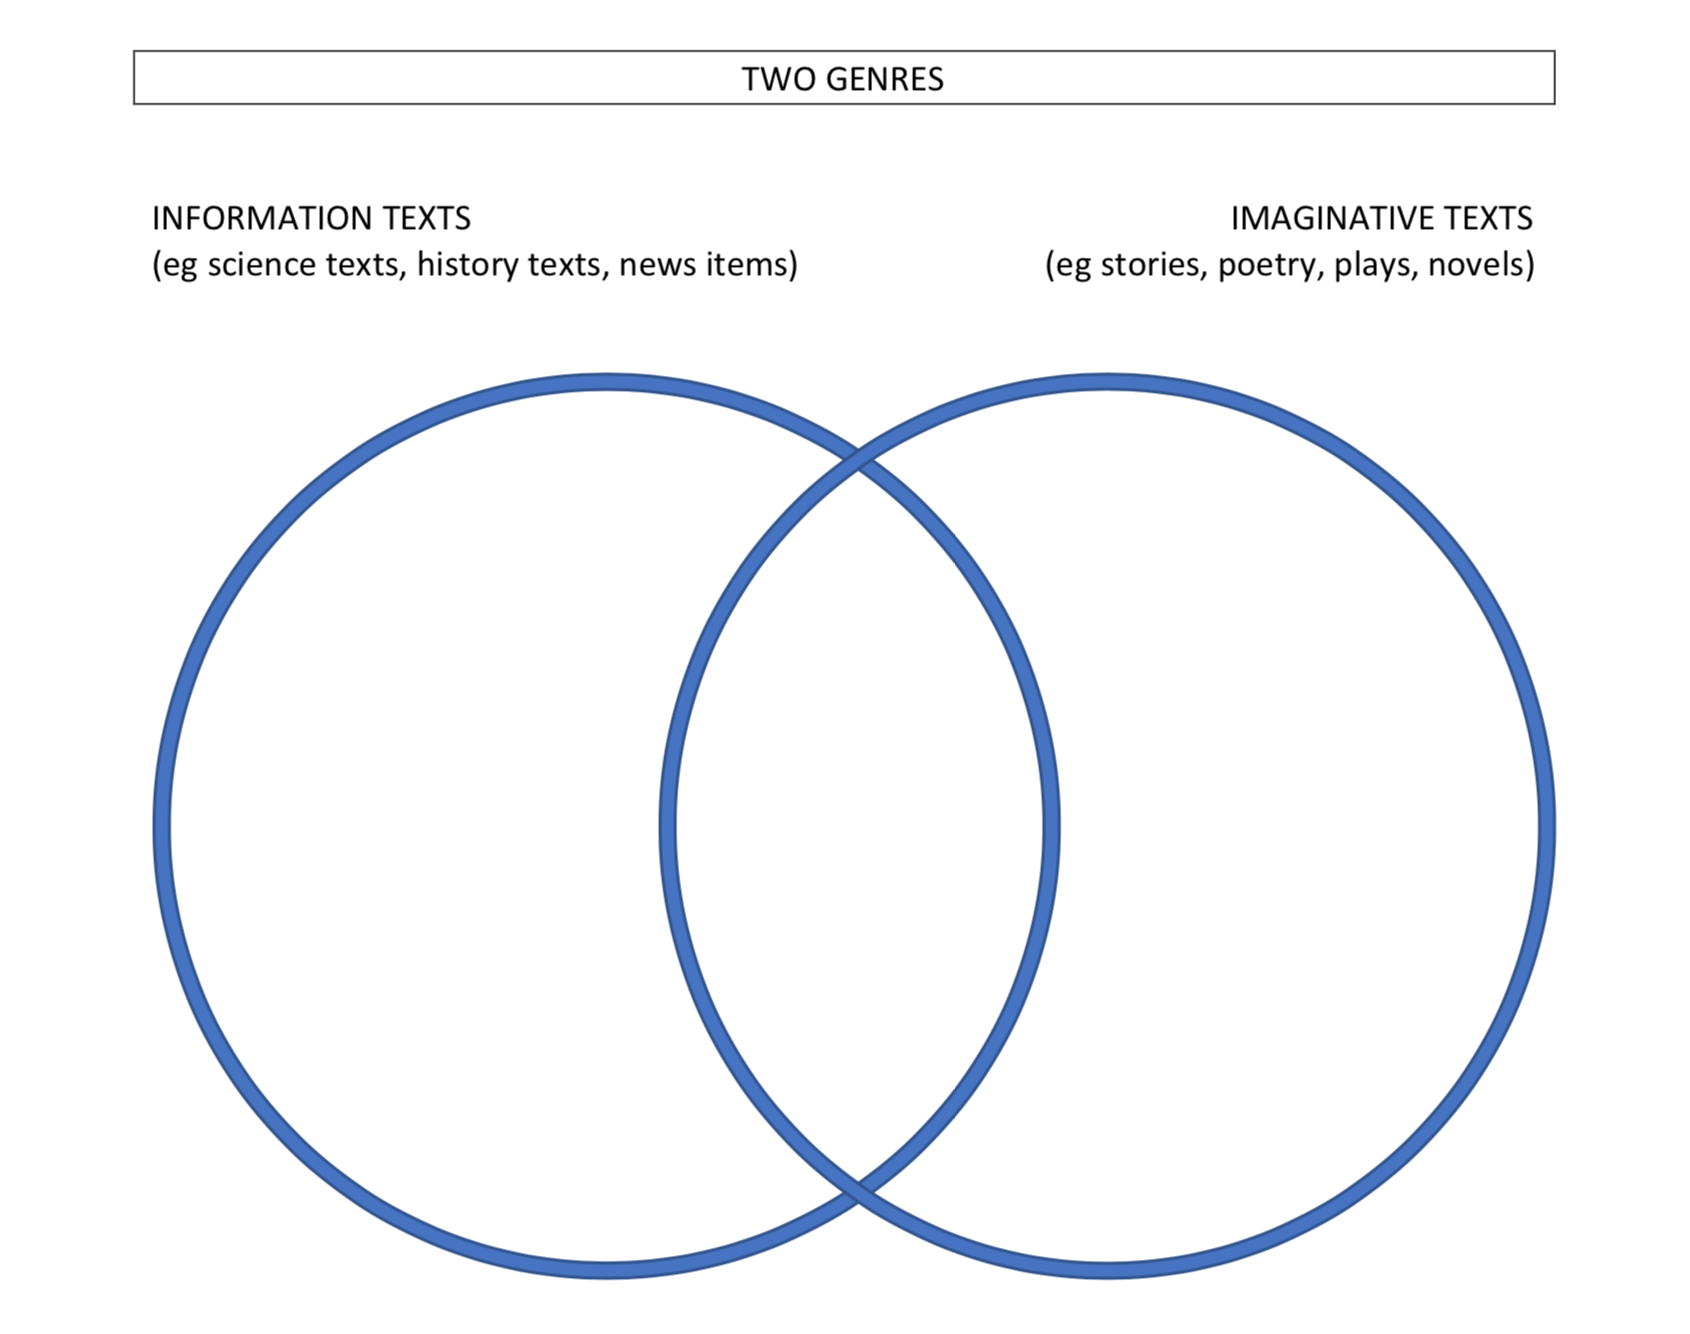 TWO GENRES
INFORMATION TEXTS
(eg science texts, history texts, news items)
IMAGINATIVE TEXTS
(eg stories, poetry, plays, novels)